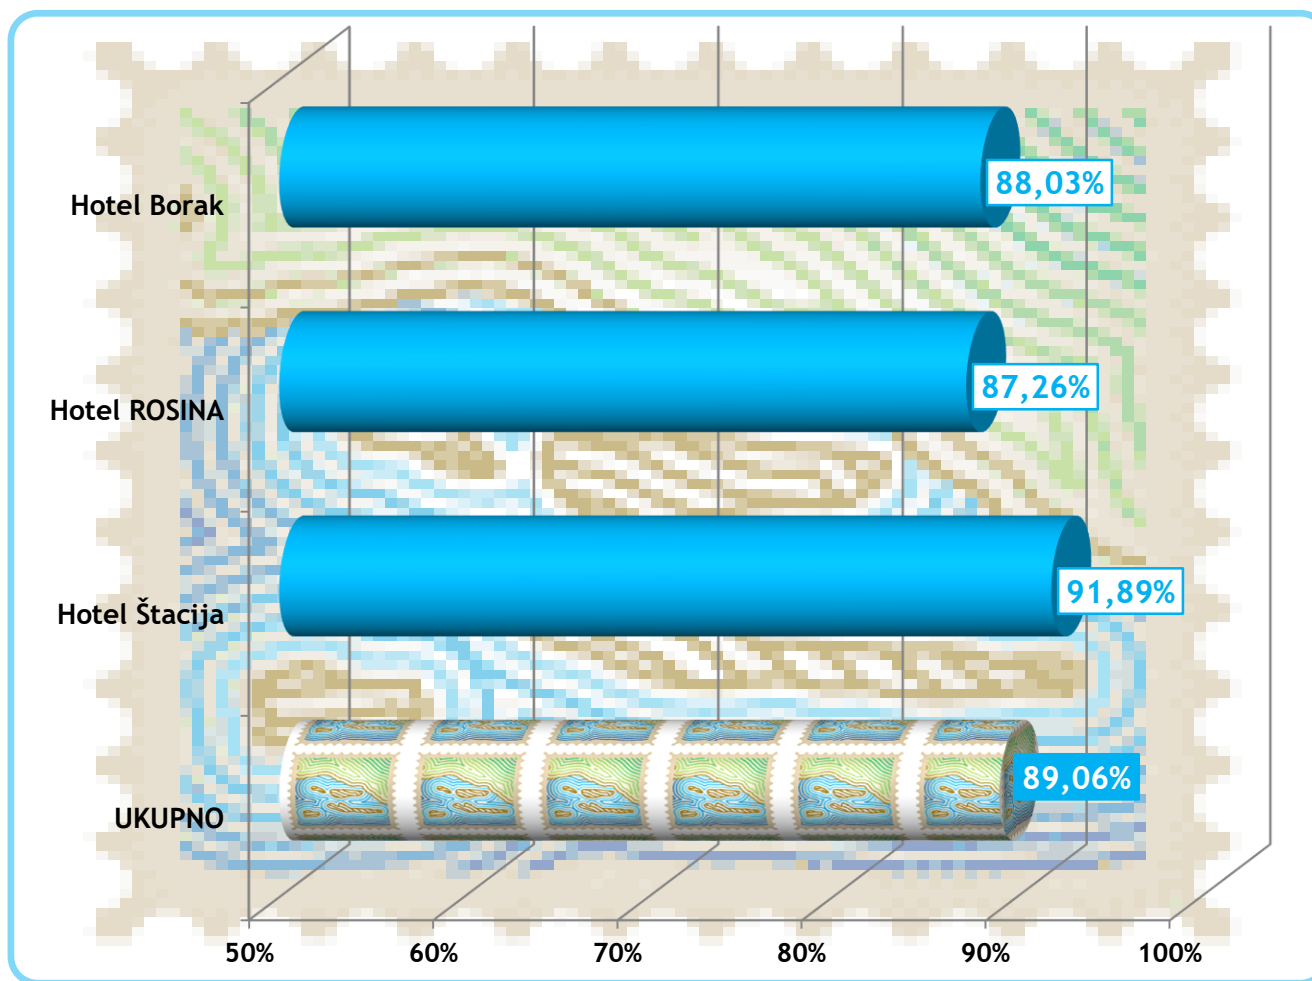 Hotel Borak
88,03%
Hotel ROSINA
87,26%
Hotel Štacija
91,89%
UKUPNO
89,06%
50% 60% 70% 80% 90% 100%